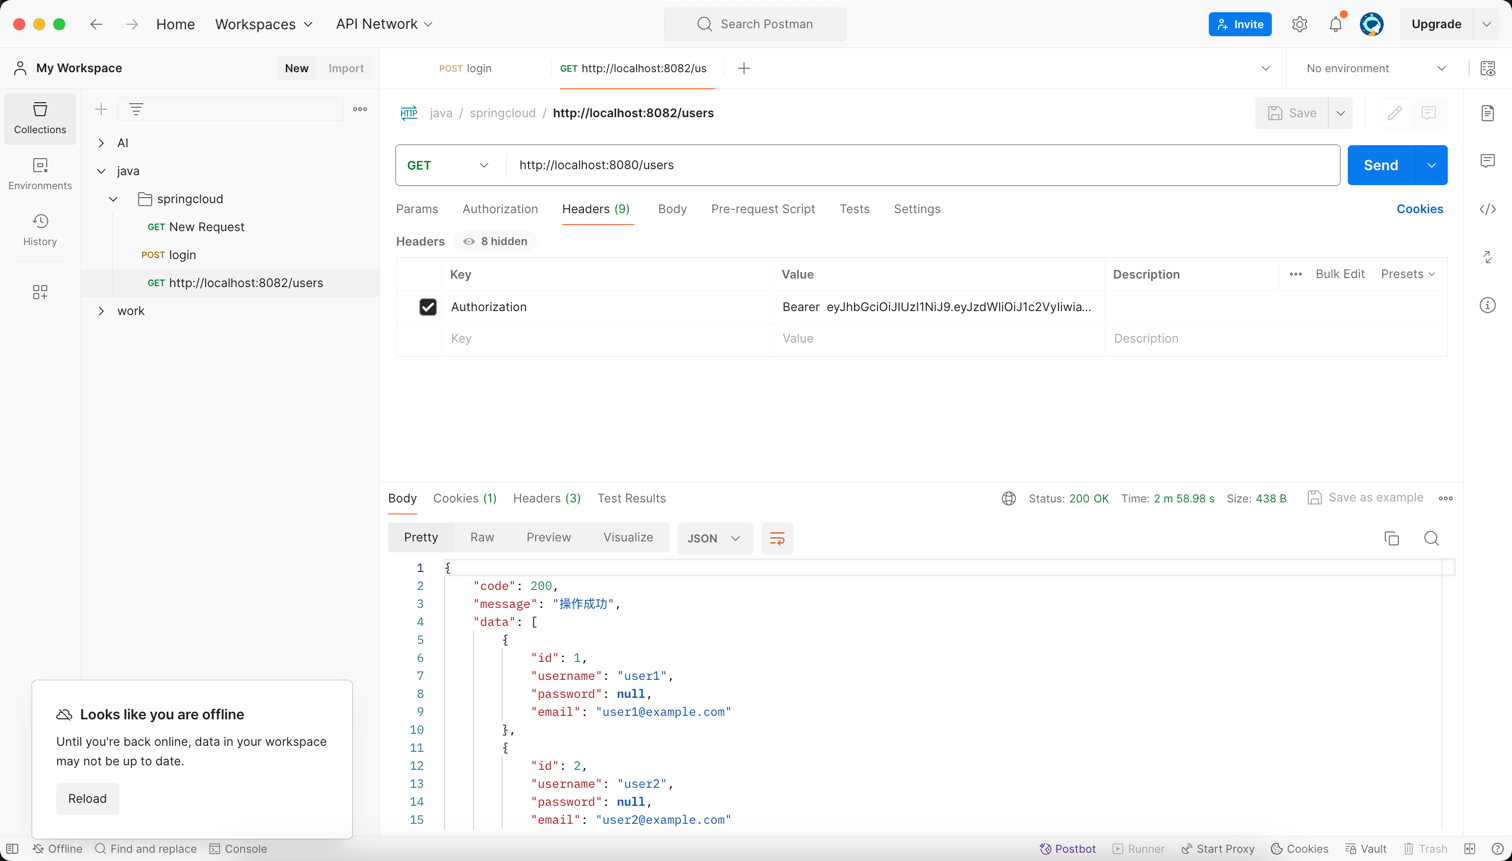 Home
Workspaces
API Network
Search Postman
Invite
Upgrade
My Workspace
New
Import
POST login
GET http://localhost:8082/us
No environment
Collections
Environments
History
AI
java
springcloud
GET New Request
POST login
GET http://localhost:8082/users
work
HTTP java / springcloud / http://localhost:8082/users
Save
GET
http://localhost:8080/users
Send
Params
Authorization
Headers (9)
Body
Pre-request Script
Tests
Settings
Cookies
Headers
8 hidden
Key
Value
Description
Bulk Edit
Presets
Authorization
Bearer eyJhbGciOiJIUzI1NiJ9.eyJzdWIiOiJ1c2VyIiwia...
Key
Value
Description
Body
Cookies (1)
Headers (3)
Test Results
Status: 200 OK
Time: 2 m 58.98 s
Size: 438 B
Save as example
Pretty
Raw
Preview
Visualize
JSON
1 {
2 "code": 200,
3 "message": "操作成功",
4 "data": [
5 {
6 "id": 1,
7 "username": "user1",
8 "password": null,
9 "email": "user1@example.com"
10 },
11 {
12 "id": 2,
13 "username": "user2",
14 "password": null,
15 "email": "user2@example.com"
Looks like you are offline
Until you're back online, data in your workspace
may not be up to date.
Reload
Offline
Find and replace
Console
Postbot
Runner
Start Proxy
Cookies
Vault
Trash